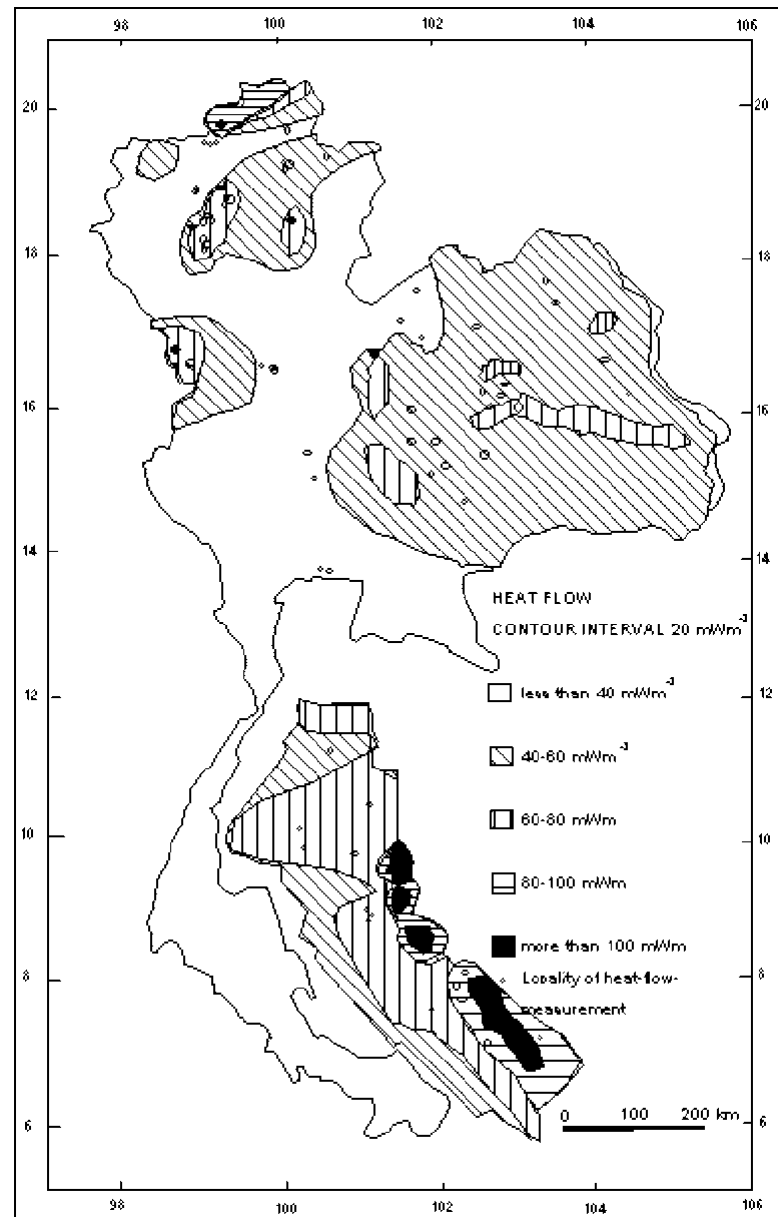 98 100 102 104 106
20 20
18 18
16 16
14 14
HEAT FLOW
CONTOUR INTERVAL 20 mWm⁻³
12 12
less than 40 mWm⁻³
40-60 mWm⁻³
60-80 mWm
10 10
80-100 mWm
more than 100 mWm
8 8
Locality of heat-flow-
measurement
0 100 200 km
6 6
98 100 102 104 106